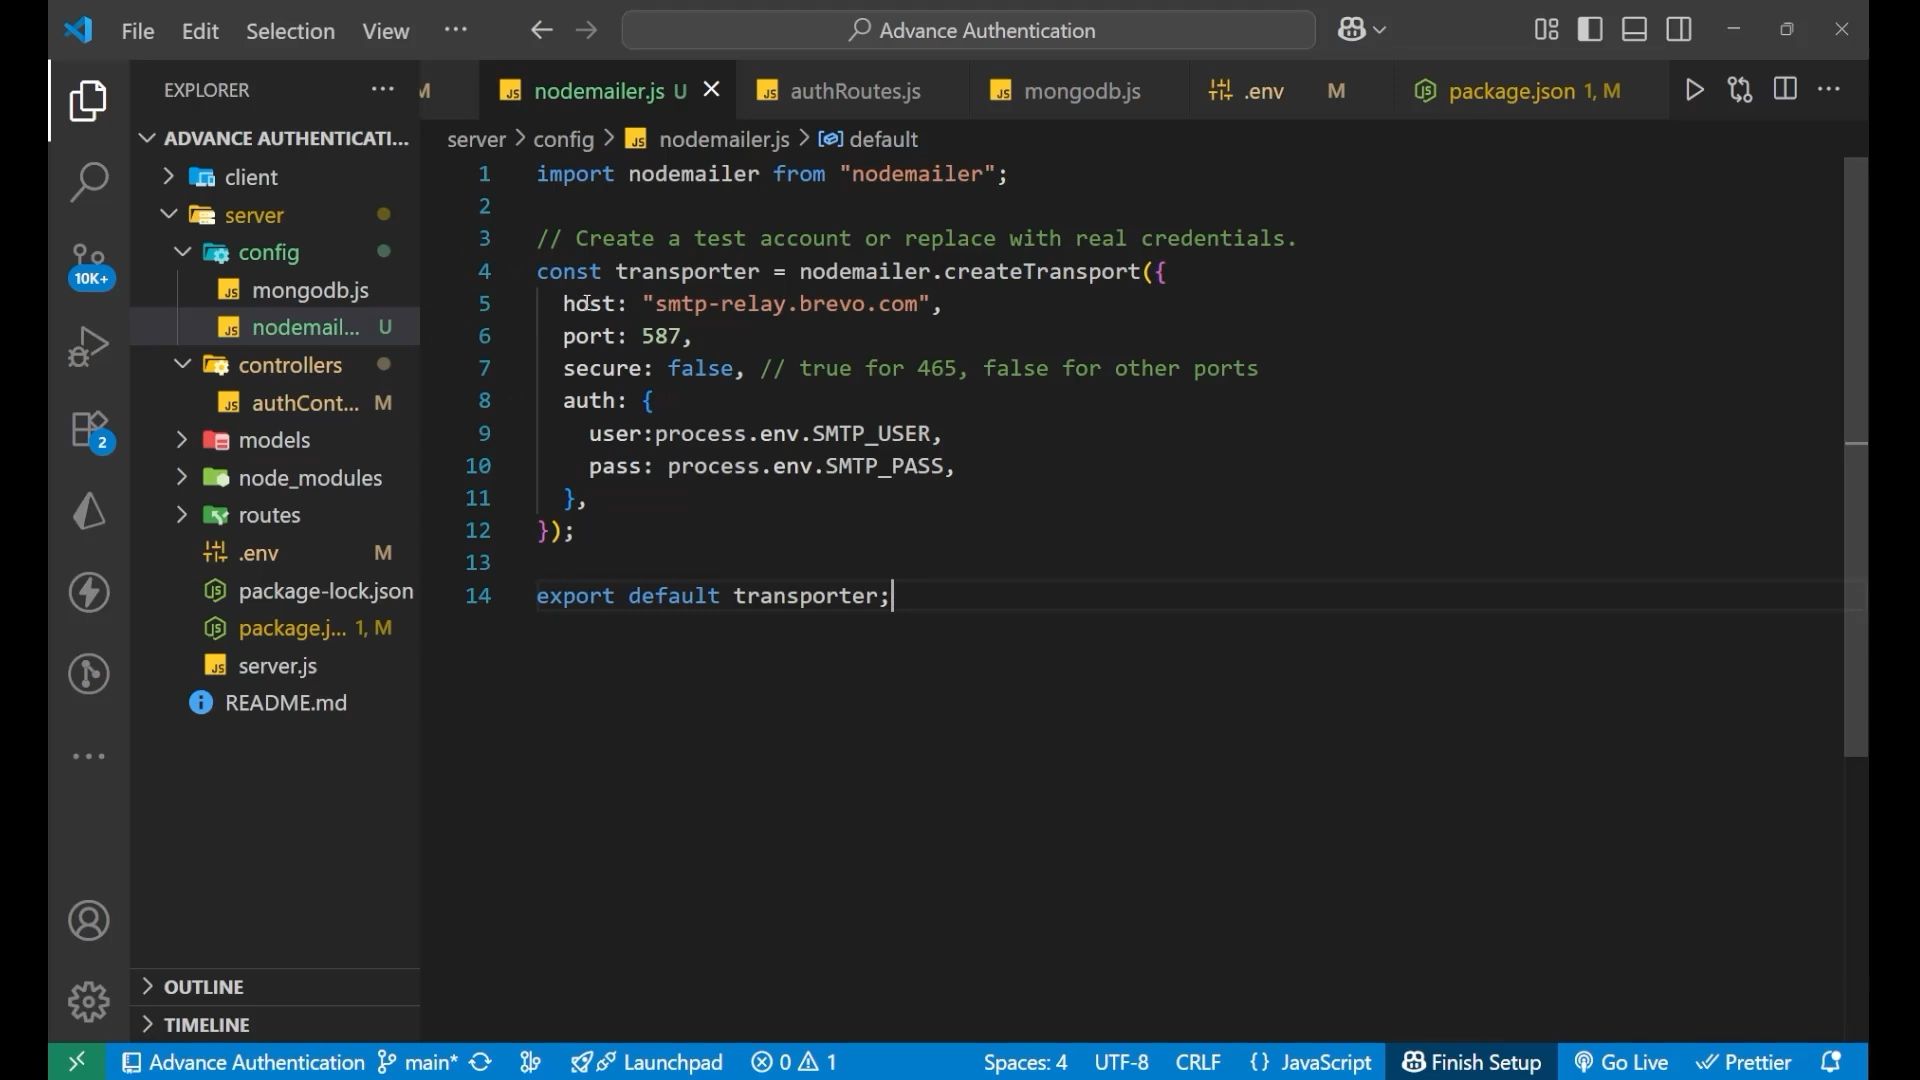 File Edit Selection View ··· Advance Authentication
EXPLORER ···
M nodemailer.js U authRoutes.js mongodb.js .env M package.json 1, M
ADVANCE AUTHENTICATI...
client
server
config
mongodb.js
nodemail... U
controllers
authCont... M
models
node_modules
routes
.env M
package-lock.json
package.j... 1, M
server.js
README.md
OUTLINE
TIMELINE
10K+
2
server > config > JS nodemailer.js > default
1 import nodemailer from "nodemailer";
2
3 // Create a test account or replace with real credentials.
4 const transporter = nodemailer.createTransport({
5 host: "smtp-relay.brevo.com",
6 port: 587,
7 secure: false, // true for 465, false for other ports
8 auth: {
9 user:process.env.SMTP_USER,
10 pass: process.env.SMTP_PASS,
11 },
12 });
13
14 export default transporter;
Advance Authentication main* Launchpad 0 1 Spaces: 4 UTF-8 CRLF {} JavaScript Finish Setup Go Live Prettier